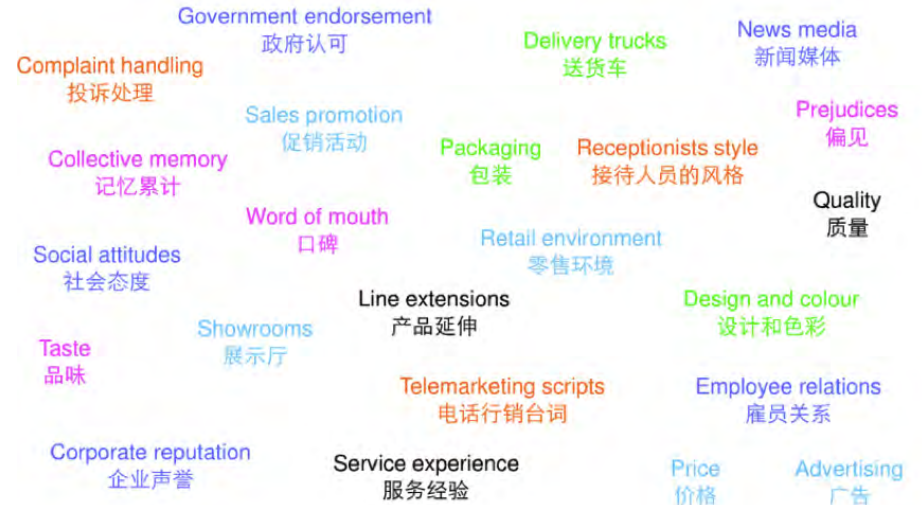 Government endorsement
政府认可
Delivery trucks
送货车
News media
新闻媒体
Complaint handling
投诉处理
Sales promotion
促销活动
Prejudices
偏见
Collective memory
记忆累计
Packaging
包装
Receptionists style
接待人员的风格
Quality
质量
Word of mouth
口碑
Retail environment
零售环境
Social attitudes
社会态度
Line extensions
产品延伸
Design and colour
设计和色彩
Showrooms
展示厅
Taste
品味
Telemarketing scripts
电话行销台词
Employee relations
雇员关系
Corporate reputation
企业声誉
Service experience
服务经验
Price
价格
Advertising
广告